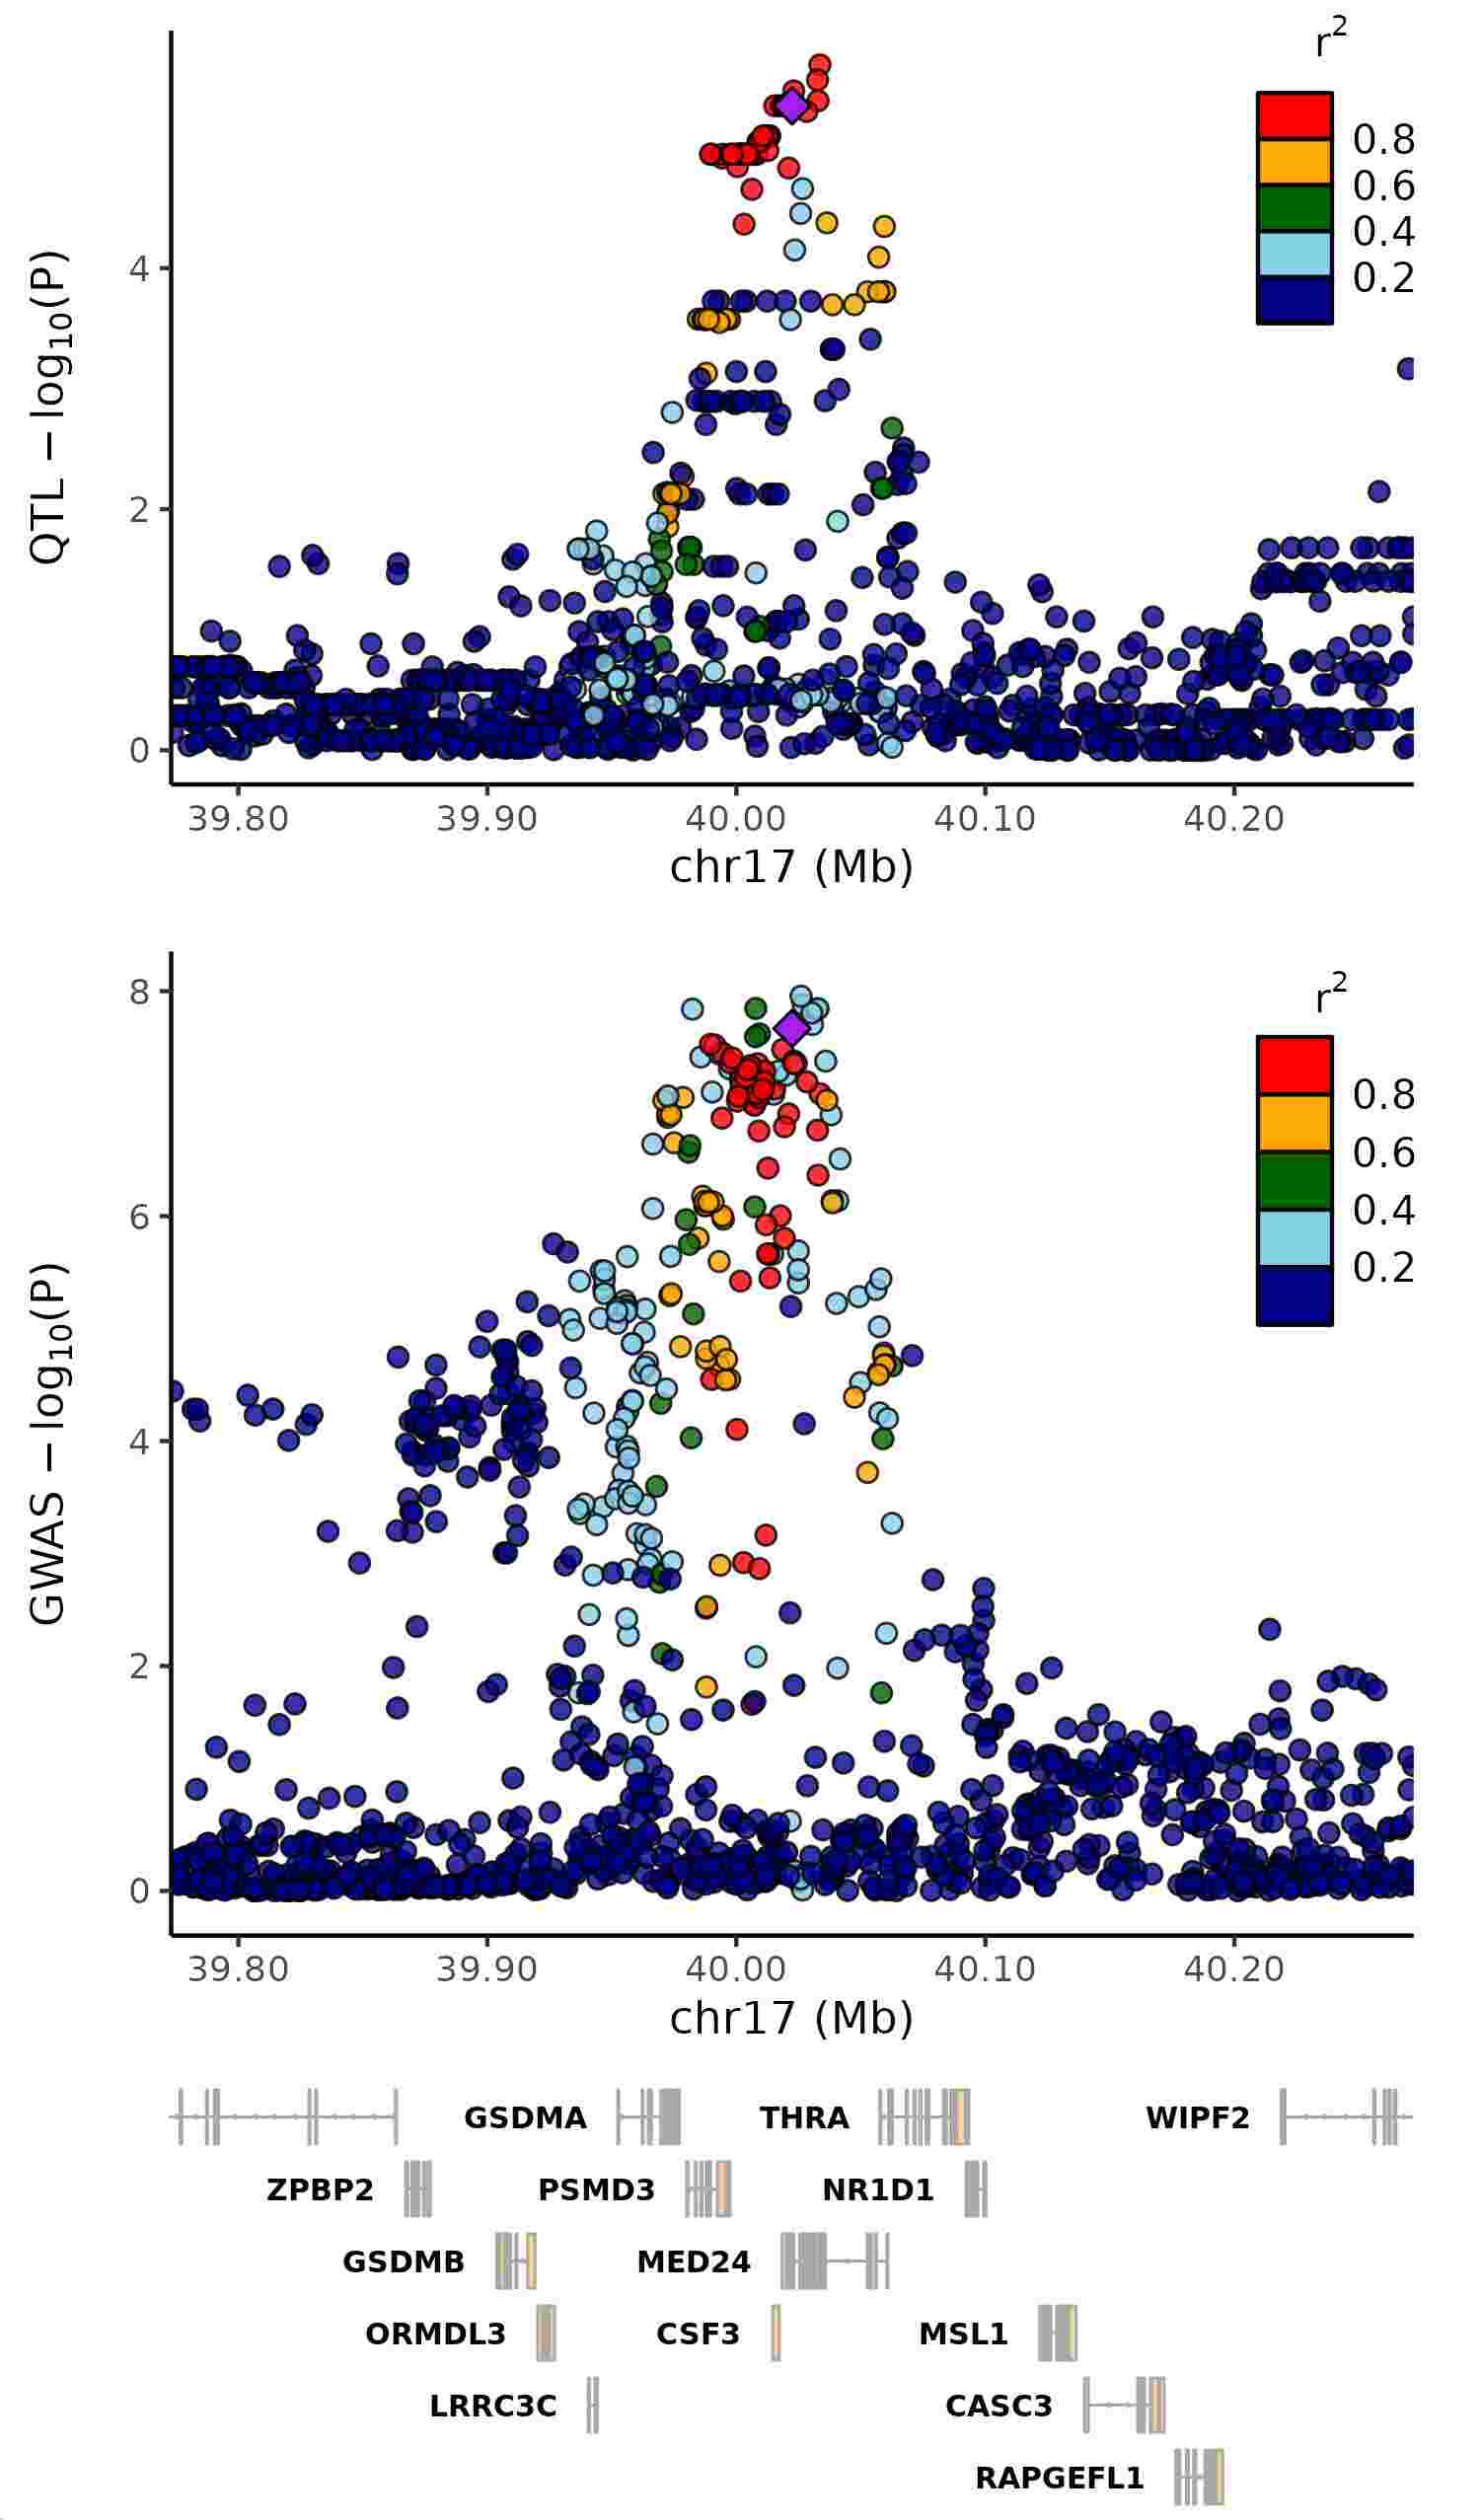 r²
0.8
0.6
0.4
0.2
QTL − log₁₀(P)
4
2
0
39.80 39.90 40.00 40.10 40.20
chr17 (Mb)
r²
0.8
0.6
0.4
0.2
GWAS − log₁₀(P)
8
6
4
2
0
39.80 39.90 40.00 40.10 40.20
chr17 (Mb)
GSDMA THRA WIPF2
ZPBP2 PSMD3 NR1D1
GSDMB MED24
ORMDL3 CSF3 MSL1
LRRC3C CASC3
RAPGEFL1